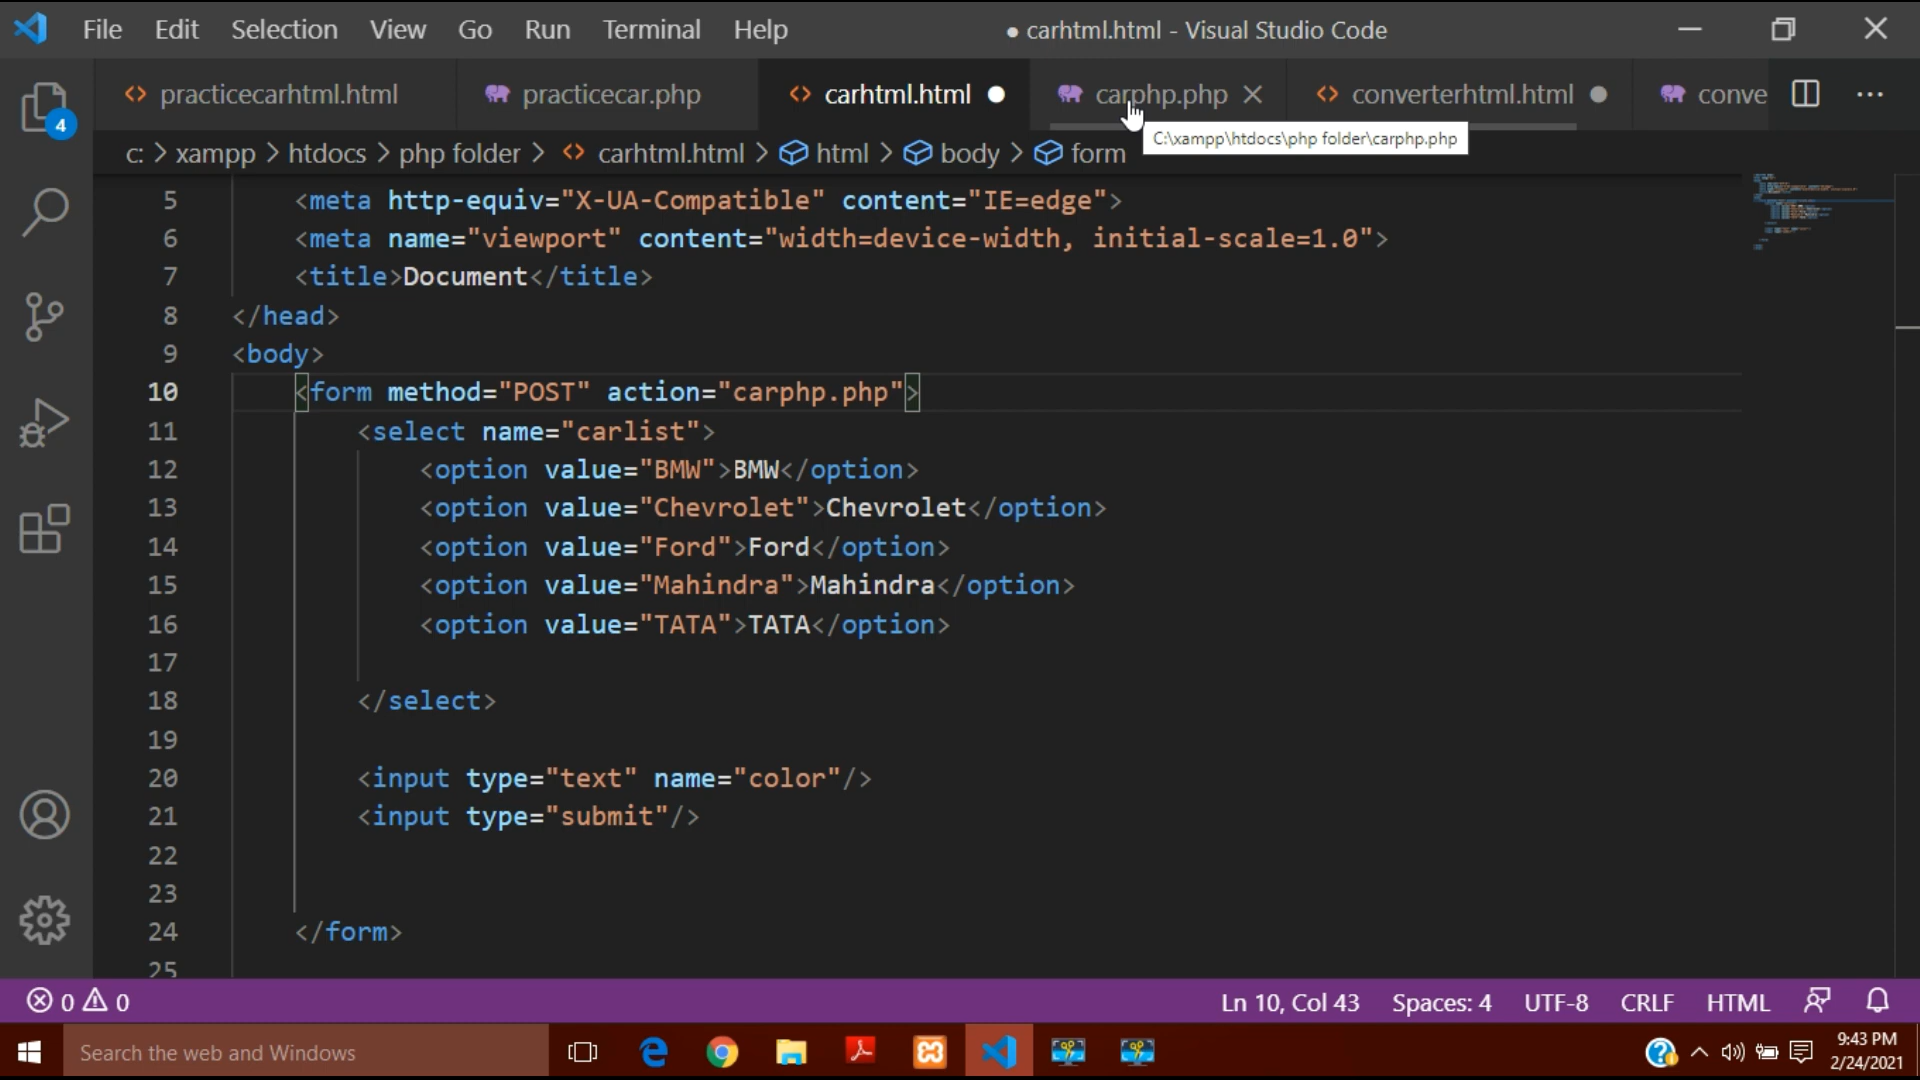 File Edit Selection View Go Run Terminal Help ● carhtml.html - Visual Studio Code
<> practicecarhtml.html practicecar.php <> carhtml.html ● carphp.php × <> converterhtml.html ● conve ...
4
C:\xampp\htdocs\php folder\carphp.php
c: > xampp > htdocs > php folder > <> carhtml.html > html > body > form
5 <meta http-equiv="X-UA-Compatible" content="IE=edge">
6 <meta name="viewport" content="width=device-width, initial-scale=1.0">
7 <title>Document</title>
8 </head>
9 <body>
10 <form method="POST" action="carphp.php">
11 <select name="carlist">
12 <option value="BMW">BMW</option>
13 <option value="Chevrolet">Chevrolet</option>
14 <option value="Ford">Ford</option>
15 <option value="Mahindra">Mahindra</option>
16 <option value="TATA">TATA</option>
17
18 </select>
19
20 <input type="text" name="color"/>
21 <input type="submit"/>
22
23
24 </form>
25
0 0 Ln 10, Col 43 Spaces: 4 UTF-8 CRLF HTML
Search the web and Windows
9:43 PM
2/24/2021